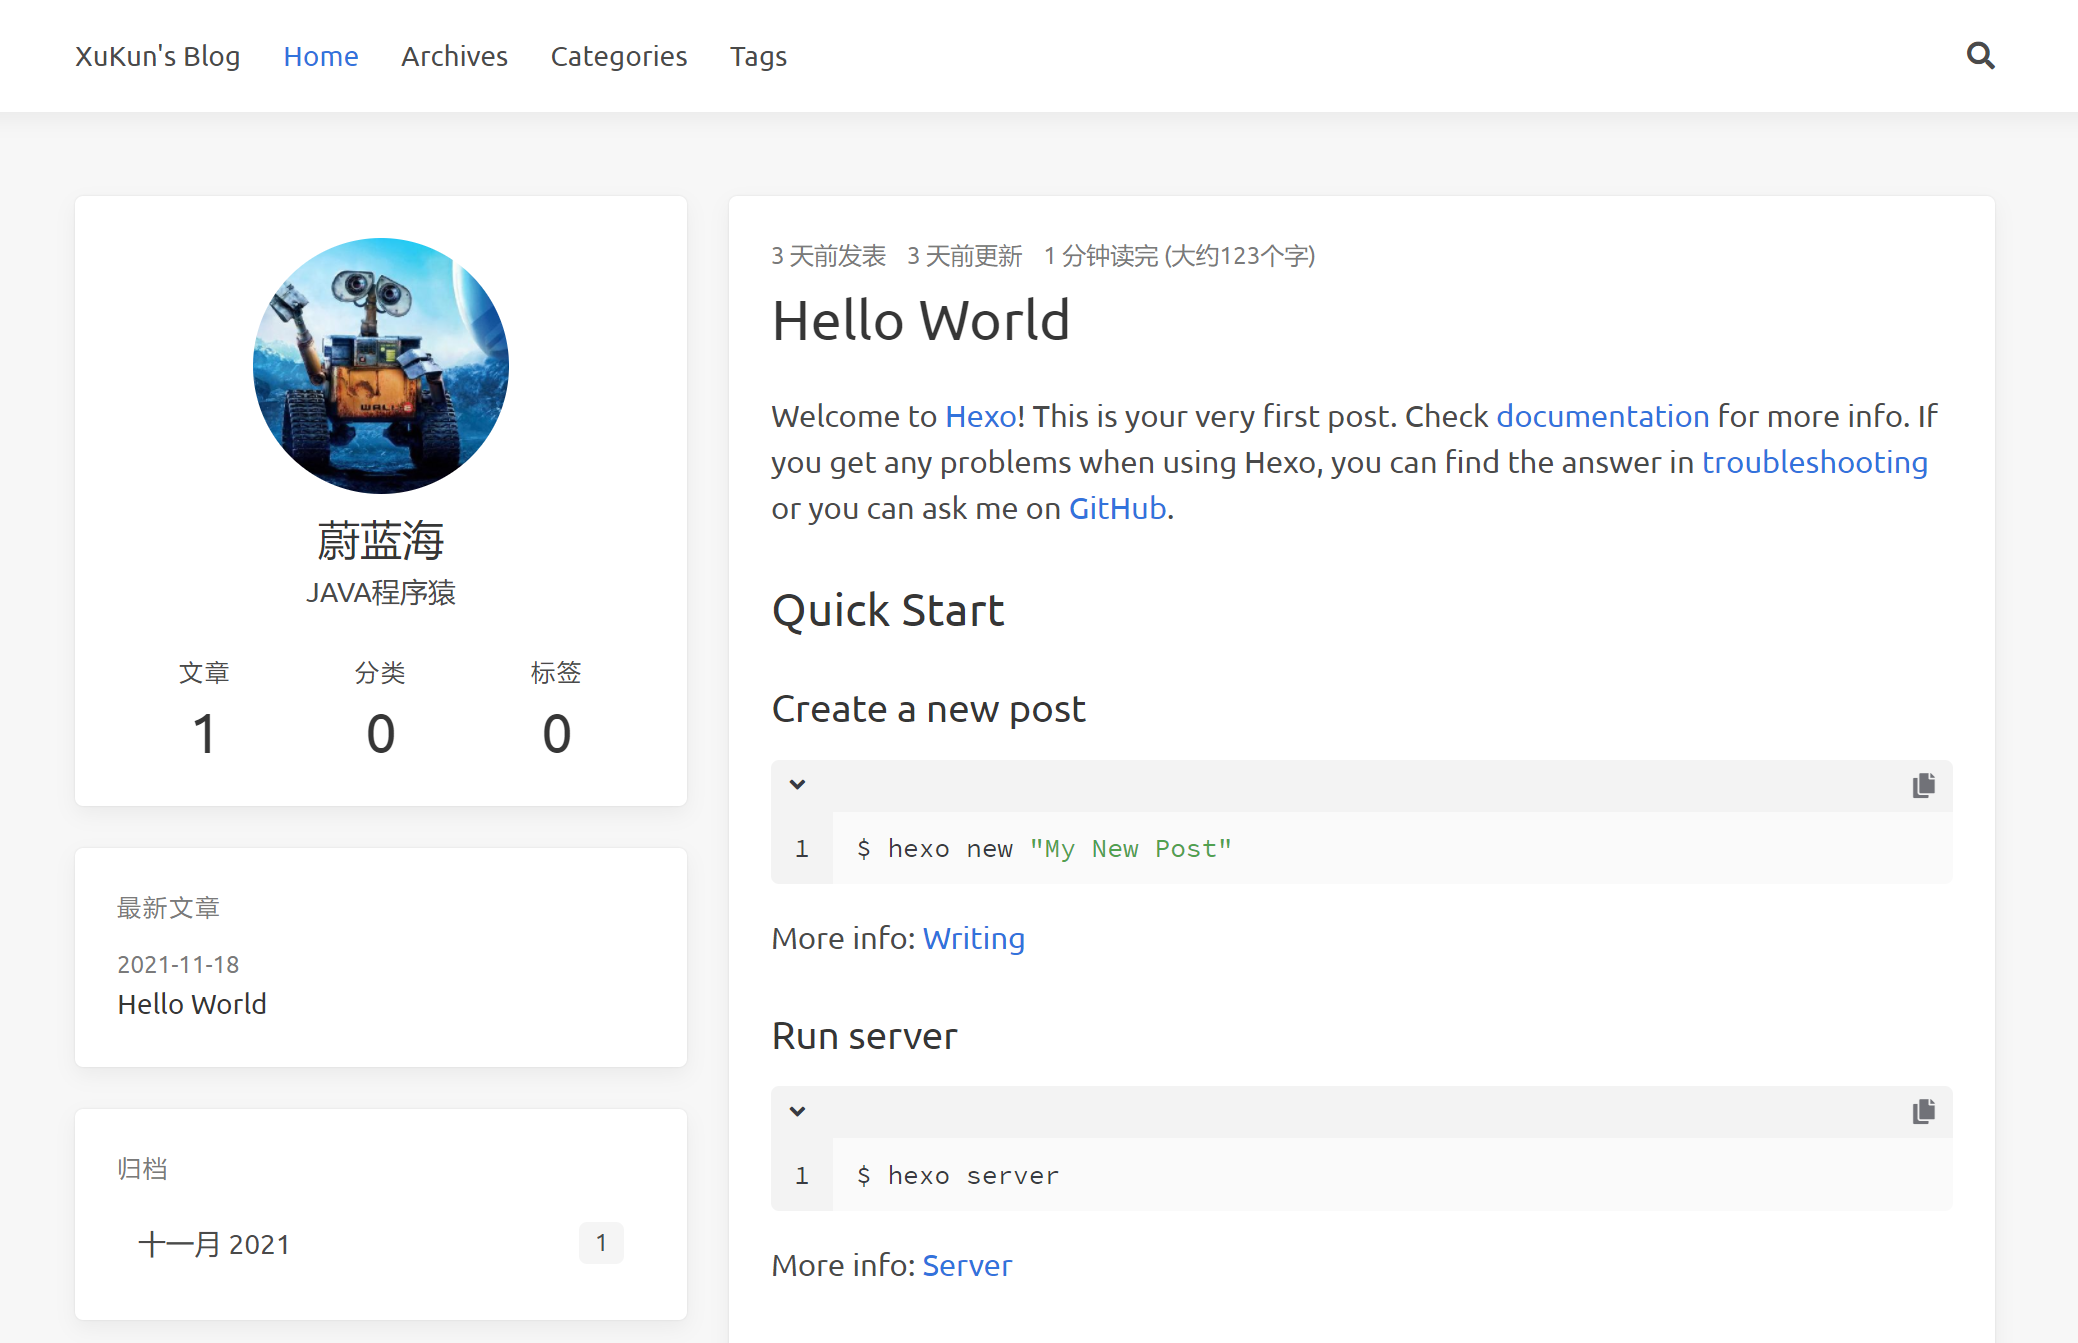 XuKun's Blog Home Archives Categories Tags
WALL·E
蔚蓝海
JAVA程序猿
文章 分类 标签
1 0 0
最新文章
2021-11-18
Hello World
归档
十一月 2021 1
3 天前发表 3 天前更新 1 分钟读完 (大约123个字)
Hello World
Welcome to Hexo! This is your very first post. Check documentation for more info. If
you get any problems when using Hexo, you can find the answer in troubleshooting
or you can ask me on GitHub.
Quick Start
Create a new post
1 $ hexo new "My New Post"
More info: Writing
Run server
1 $ hexo server
More info: Server